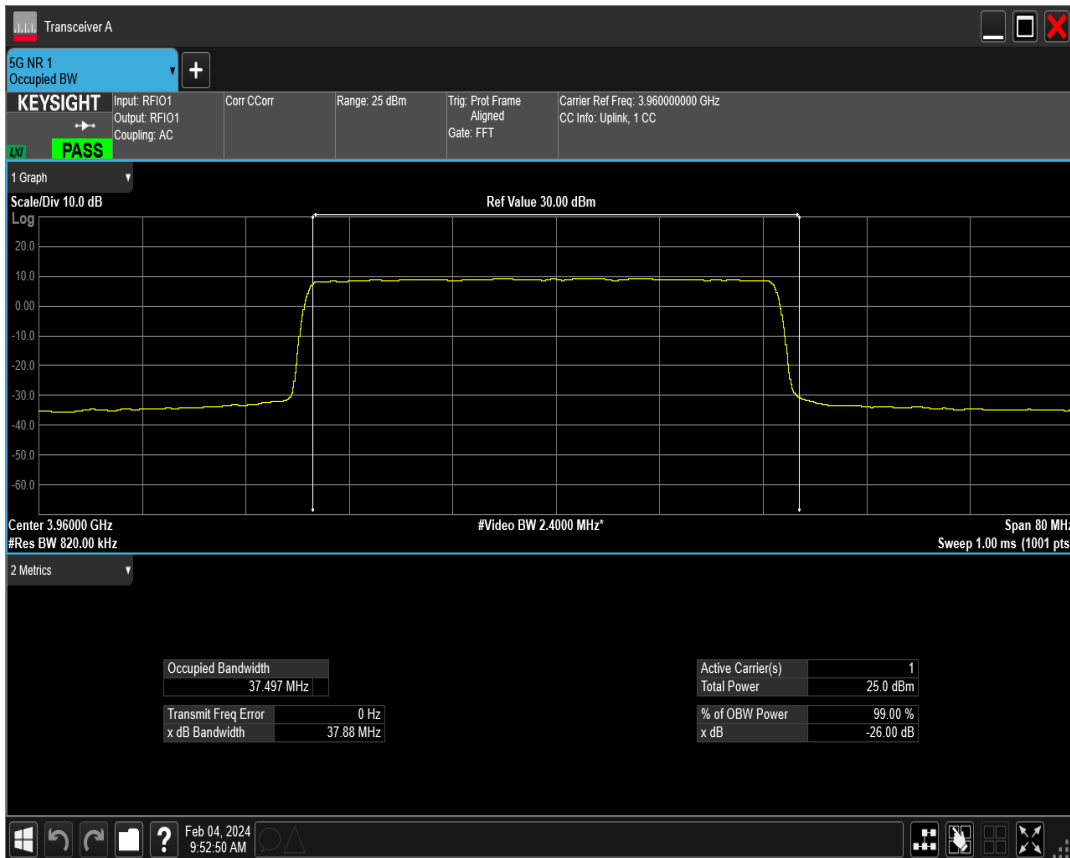 Transceiver A
5G NR 1
Occupied BW
KEYSIGHT
LXI
PASS
Input: RFIO1
Output: RFIO1
Coupling: AC
Corr CCorr
Range: 25 dBm
Trig: Prot Frame
Aligned
Gate: FFT
Carrier Ref Freq: 3.960000000 GHz
CC Info: Uplink, 1 CC
1 Graph
Scale/Div 10.0 dB
Ref Value 30.00 dBm
Log
20.0
10.0
0.00
-10.0
-20.0
-30.0
-40.0
-50.0
-60.0
Center 3.96000 GHz
#Video BW 2.4000 MHz*
Span 80 MHz
#Res BW 820.00 kHz
Sweep 1.00 ms (1001 pts
2 Metrics
Occupied Bandwidth
37.497 MHz
Transmit Freq Error 0 Hz
x dB Bandwidth 37.88 MHz
Active Carrier(s) 1
Total Power 25.0 dBm
% of OBW Power 99.00 %
x dB -26.00 dB
?
Feb 04, 2024
9:52:50 AM